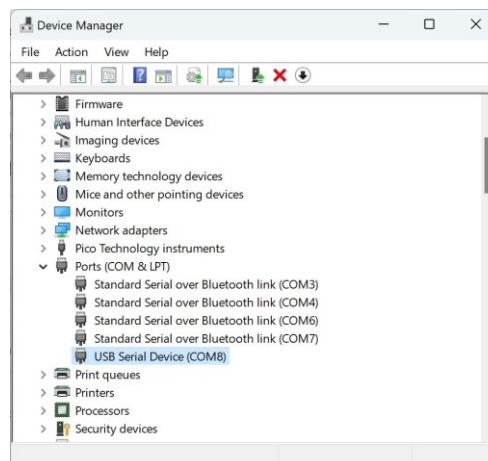 Device Manager
File Action View Help
Firmware
Human Interface Devices
Imaging devices
Keyboards
Memory technology devices
Mice and other pointing devices
Monitors
Network adapters
Pico Technology instruments
Ports (COM & LPT)
Standard Serial over Bluetooth link (COM3)
Standard Serial over Bluetooth link (COM4)
Standard Serial over Bluetooth link (COM6)
Standard Serial over Bluetooth link (COM7)
USB Serial Device (COM8)
Print queues
Printers
Processors
Security devices